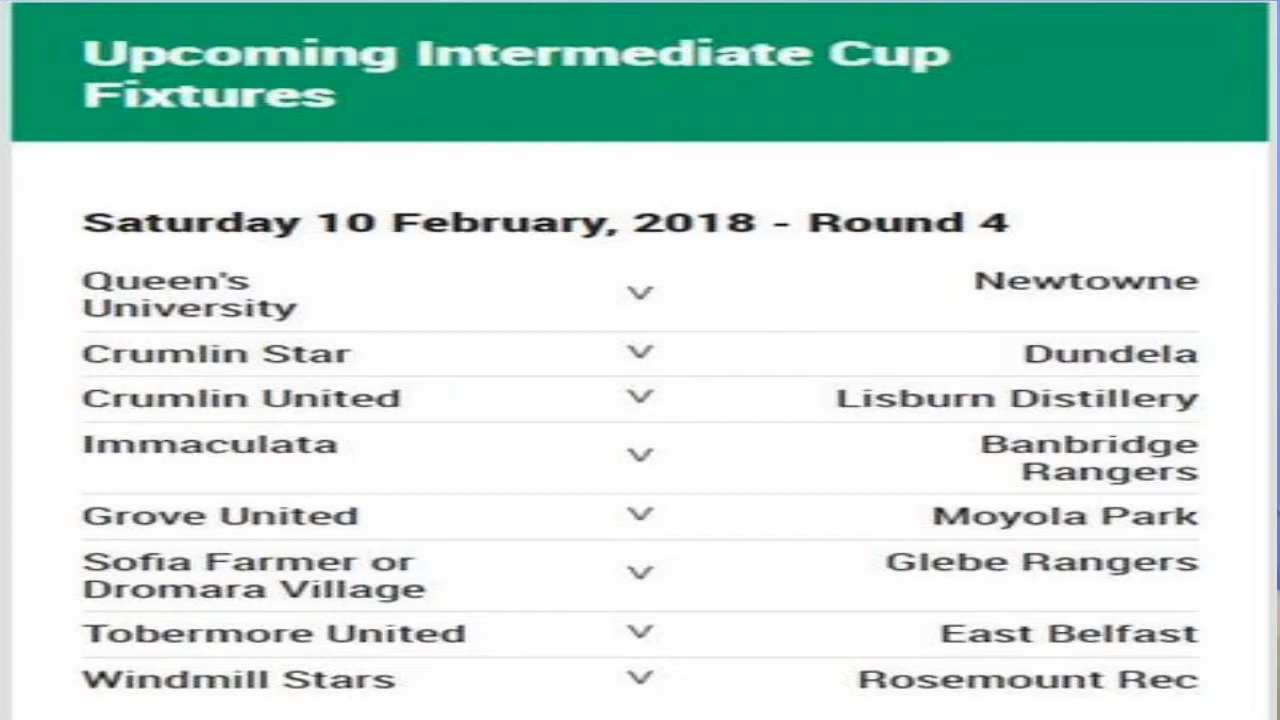 Upcoming Intermediate Cup
Fixtures
Saturday 10 February, 2018 - Round 4
Queen's
University
v
Newtowne
Crumlin Star v Dundela
Crumlin United v Lisburn Distillery
Immaculata
v
Banbridge
Rangers
Grove United v Moyola Park
Sofia Farmer or
Dromara Village
v
Glebe Rangers
Tobermore United v East Belfast
Windmill Stars v Rosemount Rec